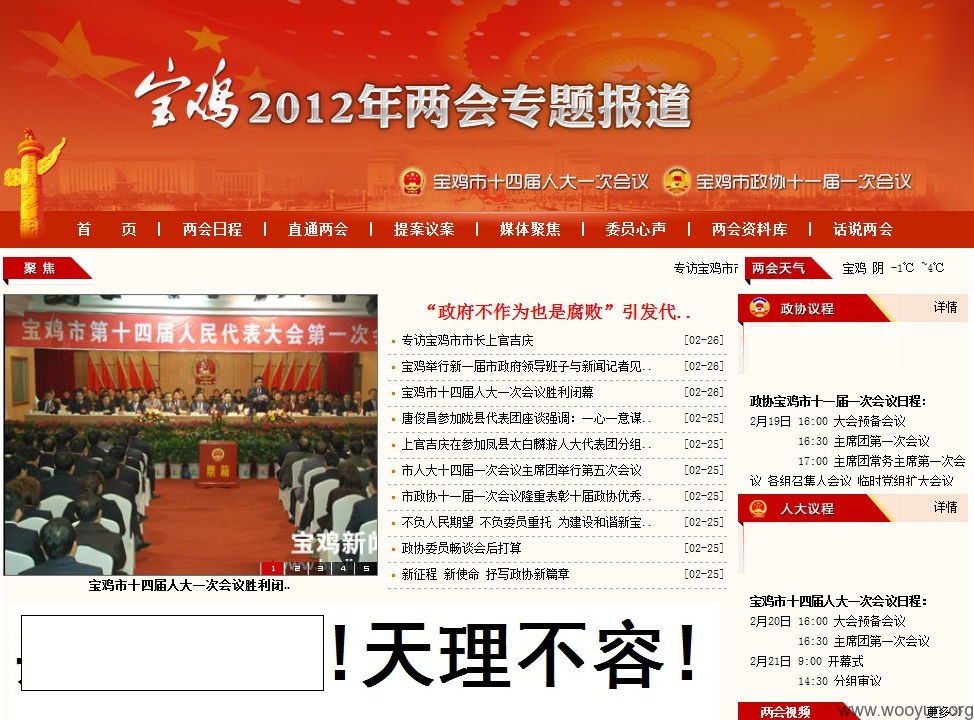 宝鸡2012年两会专题报道
宝鸡市十四届人大一次会议 宝鸡市政协十一届一次会议
首 页 | 两会日程 | 直通两会 | 提案议案 | 媒体聚焦 | 委员心声 | 两会资料库 | 话说两会
聚 焦
专访宝鸡市市
两会天气
宝鸡 阴 -1℃ ~4℃
宝鸡市第十四届人民代表大会第一次会
票箱
宝鸡新闻
1 2 3 4 5
宝鸡市十四届人大一次会议胜利闭..
“政府不作为也是腐败”引发代..
专访宝鸡市市长上官吉庆 [02-26]
宝鸡举行新一届市政府领导班子与新闻记者见.. [02-26]
宝鸡市十四届人大一次会议胜利闭幕 [02-26]
唐俊昌参加陇县代表团座谈强调：一心一意谋.. [02-25]
上官吉庆在参加凤县太白麟游人大代表团分组.. [02-25]
市人大十四届一次会议主席团举行第五次会议 [02-25]
市政协十一届一次会议隆重表彰十届政协优秀.. [02-25]
不负人民期望 不负委员重托 为建设和谐新宝.. [02-25]
政协委员畅谈会后打算 [02-25]
新征程 新使命 抒写政协新篇章 [02-25]
!天理不容!
政协议程 详情
政协宝鸡市十一届一次会议日程：
2月19日 16:00 大会预备会议
16:30 主席团第一次会议
17:00 主席团常务主席第一次会
议 各组召集人会议 临时党组扩大会议
人大议程 详情
宝鸡市十四届人大一次会议日程：
2月20日 16:00 大会预备会议
16:30 主席团第一次会议
2月21日 9:00 开幕式
14:30 分组审议
两会视频 更多>>
www.wooyun.org